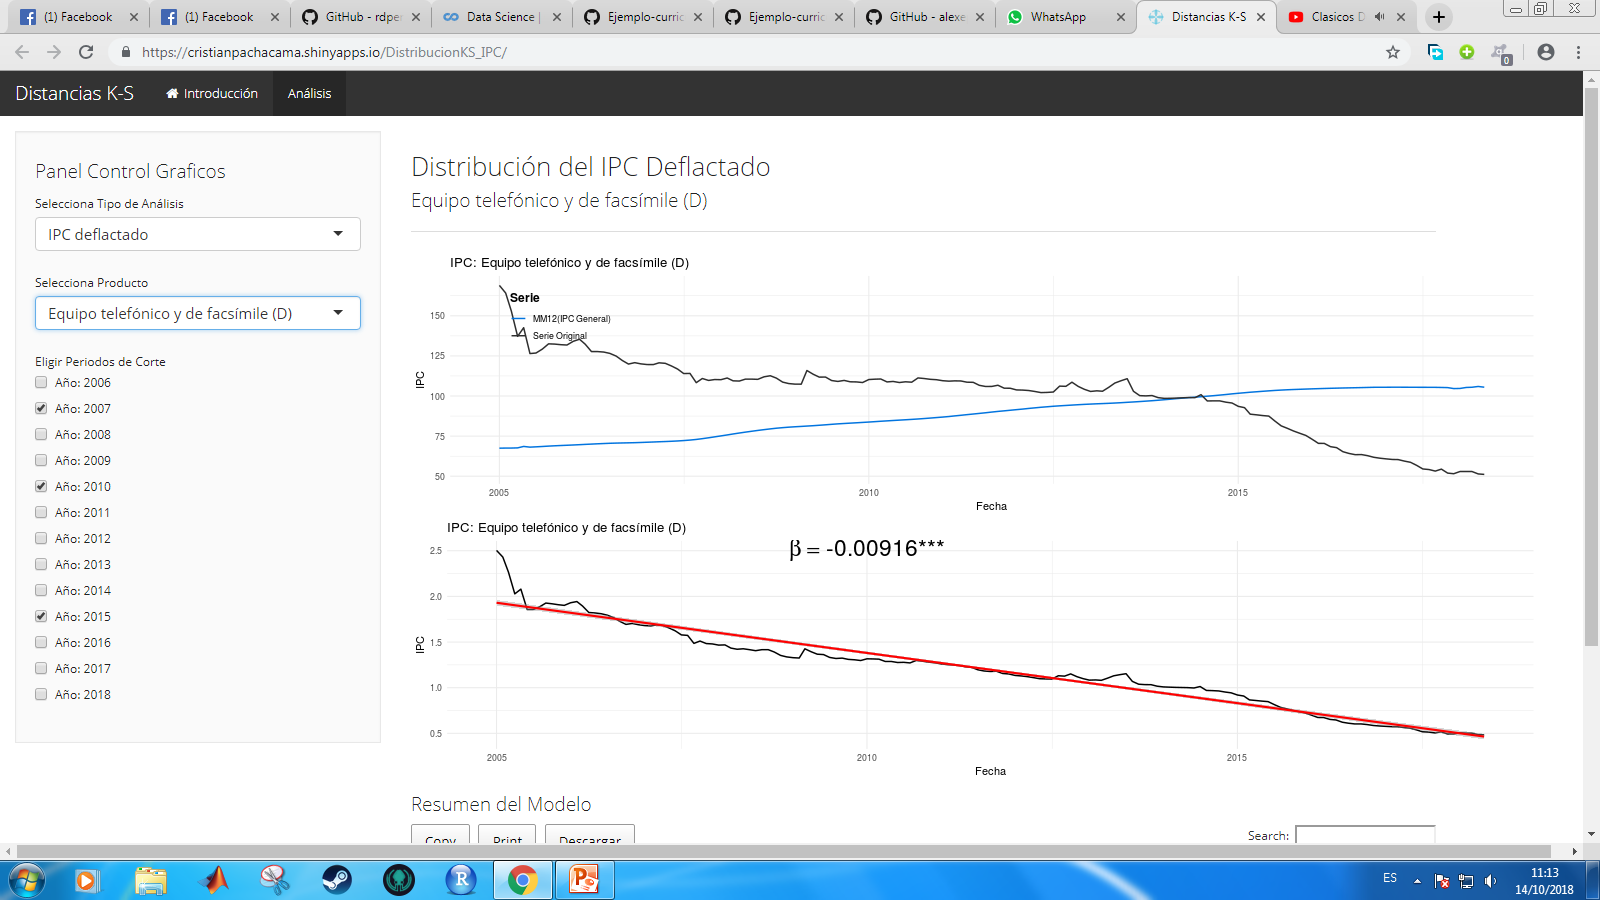 (1) Facebook
(1) Facebook
GitHub - rdpe
Data Science |
Ejemplo-curric
Ejemplo-curric
GitHub - alexe
WhatsApp
Distancias K-S
Clasicos D
https://cristianpachacama.shinyapps.io/DistribucionKS_IPC/
0
Distancias K-S
Introducción
Análisis
Panel Control Graficos
Selecciona Tipo de Análisis
IPC deflactado
Selecciona Producto
Equipo telefónico y de facsímile (D)
Eligir Periodos de Corte
Año: 2006
Año: 2007
Año: 2008
Año: 2009
Año: 2010
Año: 2011
Año: 2012
Año: 2013
Año: 2014
Año: 2015
Año: 2016
Año: 2017
Año: 2018
Distribución del IPC Deflactado
Equipo telefónico y de facsímile (D)
IPC: Equipo telefónico y de facsímile (D)
Serie
MM12(IPC General)
Serie Original
150
125
100
75
50
IPC
2005
2010
2015
Fecha
IPC: Equipo telefónico y de facsímile (D)
β = -0.00916***
2.5
2.0
1.5
1.0
0.5
IPC
2005
2010
2015
Fecha
Resumen del Modelo
Copy
Print
Descargar
Search:
ES
11:13
14/10/2018